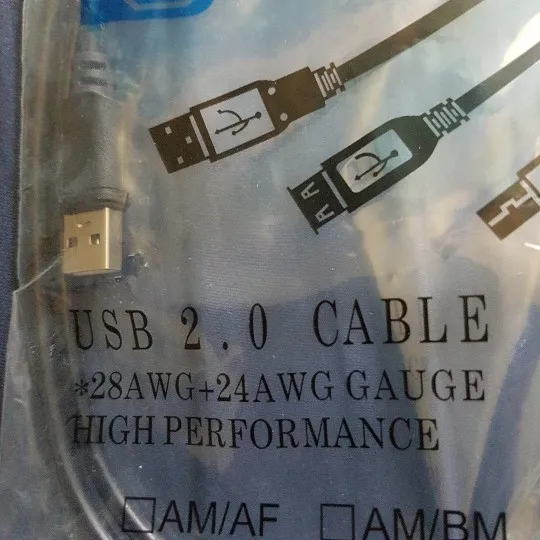 USB 2.0 CABLE
*28AWG+24AWG GAUGE
HIGH PERFORMANCE
☐AM/AF ☐AM/BM